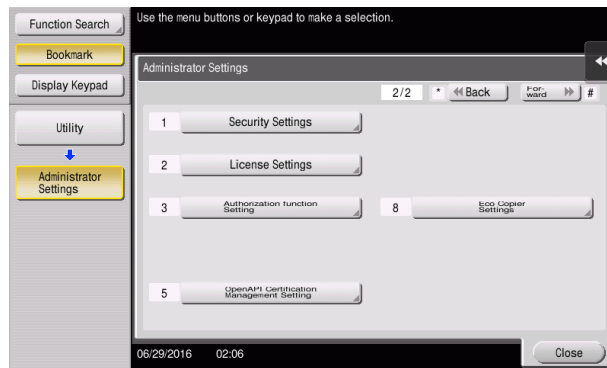 Function Search
Use the menu buttons or keypad to make a selection.
Bookmark
Display Keypad
Administrator Settings
2/2 * Back For-
ward #
Utility
Administrator
Settings
1 Security Settings
2 License Settings
3 Authorization function
Setting
8 Eco Copier
Settings
5 OpenAPI Certification
Management Setting
06/29/2016 02:06
Close